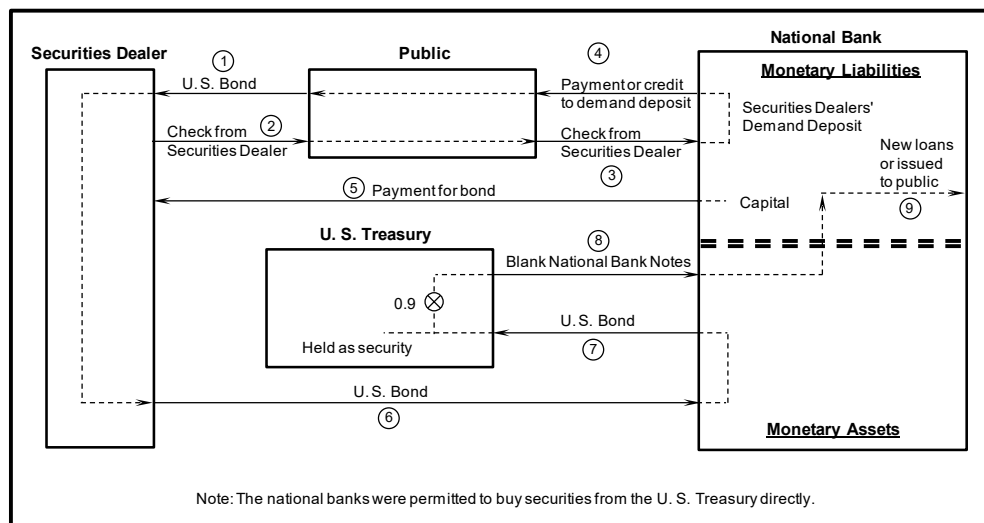 National Bank
Securities Dealer
Public
Monetary Liabilities
1
U. S. Bond
4
Payment or credit
to demand deposit
Securities Dealers'
Demand Deposit
2
Check from
Securities Dealer
Check from
Securities Dealer
3
New loans
or issued
to public
9
5
Payment for bond
Capital
U. S. Treasury
8
Blank National Bank Notes
0.9
U. S. Bond
7
Held as security
U. S. Bond
6
Monetary Assets
Note: The national banks were permitted to buy securities from the U. S. Treasury directly.